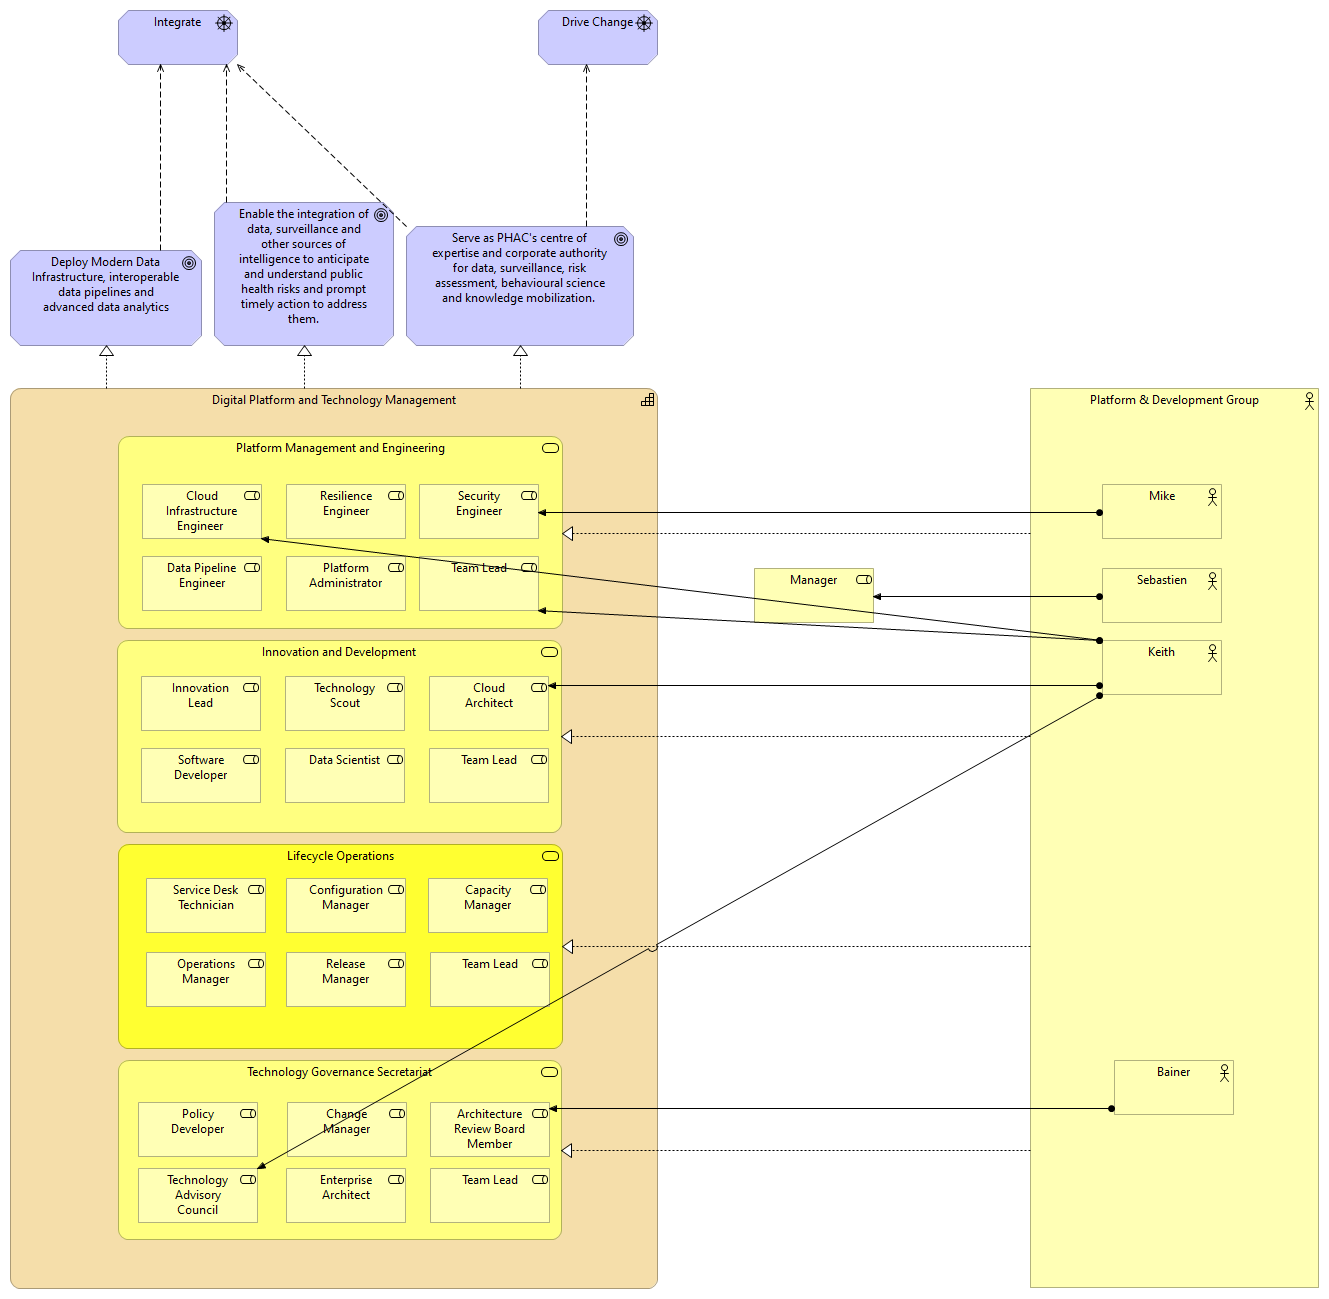 Integrate
Drive Change
Enable the integration of
data, surveillance and
other sources of
intelligence to anticipate
and understand public
health risks and prompt
timely action to address
them.
Serve as PHAC's centre of
expertise and corporate authority
for data, surveillance, risk
assessment, behavioural science
and knowledge mobilization.
Deploy Modern Data
Infrastructure, interoperable
data pipelines and
advanced data analytics
Digital Platform and Technology Management
Platform & Development Group
Platform Management and Engineering
Cloud
Infrastructure
Engineer
Resilience
Engineer
Security
Engineer
Mike
Data Pipeline
Engineer
Platform
Administrator
Team Lead
Manager
Sebastien
Innovation and Development
Keith
Innovation
Lead
Technology
Scout
Cloud
Architect
Software
Developer
Data Scientist
Team Lead
Lifecycle Operations
Service Desk
Technician
Configuration
Manager
Capacity
Manager
Operations
Manager
Release
Manager
Team Lead
Technology Governance Secretariat
Bainer
Policy
Developer
Change
Manager
Architecture
Review Board
Member
Technology
Advisory
Council
Enterprise
Architect
Team Lead